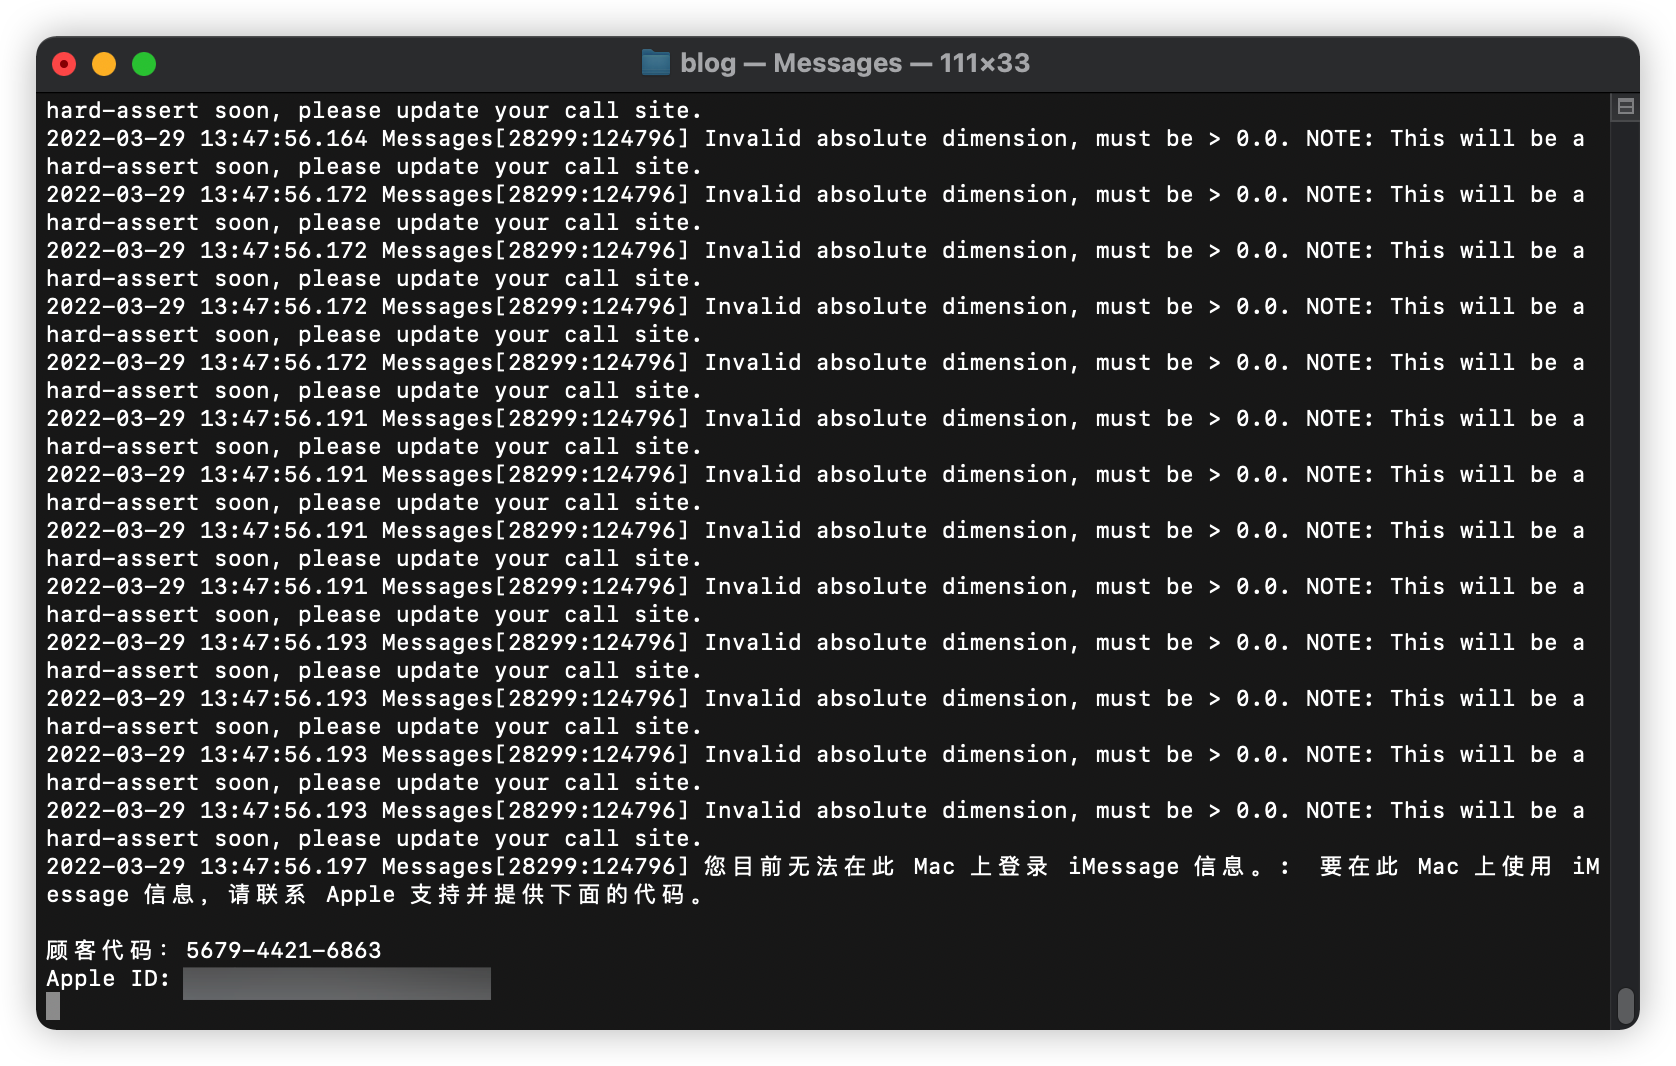 blog — Messages — 111×33
hard-assert soon, please update your call site.
2022-03-29 13:47:56.164 Messages[28299:124796] Invalid absolute dimension, must be > 0.0. NOTE: This will be a
hard-assert soon, please update your call site.
2022-03-29 13:47:56.172 Messages[28299:124796] Invalid absolute dimension, must be > 0.0. NOTE: This will be a
hard-assert soon, please update your call site.
2022-03-29 13:47:56.172 Messages[28299:124796] Invalid absolute dimension, must be > 0.0. NOTE: This will be a
hard-assert soon, please update your call site.
2022-03-29 13:47:56.172 Messages[28299:124796] Invalid absolute dimension, must be > 0.0. NOTE: This will be a
hard-assert soon, please update your call site.
2022-03-29 13:47:56.172 Messages[28299:124796] Invalid absolute dimension, must be > 0.0. NOTE: This will be a
hard-assert soon, please update your call site.
2022-03-29 13:47:56.191 Messages[28299:124796] Invalid absolute dimension, must be > 0.0. NOTE: This will be a
hard-assert soon, please update your call site.
2022-03-29 13:47:56.191 Messages[28299:124796] Invalid absolute dimension, must be > 0.0. NOTE: This will be a
hard-assert soon, please update your call site.
2022-03-29 13:47:56.191 Messages[28299:124796] Invalid absolute dimension, must be > 0.0. NOTE: This will be a
hard-assert soon, please update your call site.
2022-03-29 13:47:56.191 Messages[28299:124796] Invalid absolute dimension, must be > 0.0. NOTE: This will be a
hard-assert soon, please update your call site.
2022-03-29 13:47:56.193 Messages[28299:124796] Invalid absolute dimension, must be > 0.0. NOTE: This will be a
hard-assert soon, please update your call site.
2022-03-29 13:47:56.193 Messages[28299:124796] Invalid absolute dimension, must be > 0.0. NOTE: This will be a
hard-assert soon, please update your call site.
2022-03-29 13:47:56.193 Messages[28299:124796] Invalid absolute dimension, must be > 0.0. NOTE: This will be a
hard-assert soon, please update your call site.
2022-03-29 13:47:56.193 Messages[28299:124796] Invalid absolute dimension, must be > 0.0. NOTE: This will be a
hard-assert soon, please update your call site.
2022-03-29 13:47:56.197 Messages[28299:124796] 您目前无法在此 Mac 上登录 iMessage 信息。: 要在此 Mac 上使用 iM
essage 信息，请联系 Apple 支持并提供下面的代码。
顾客代码：5679-4421-6863
Apple ID: